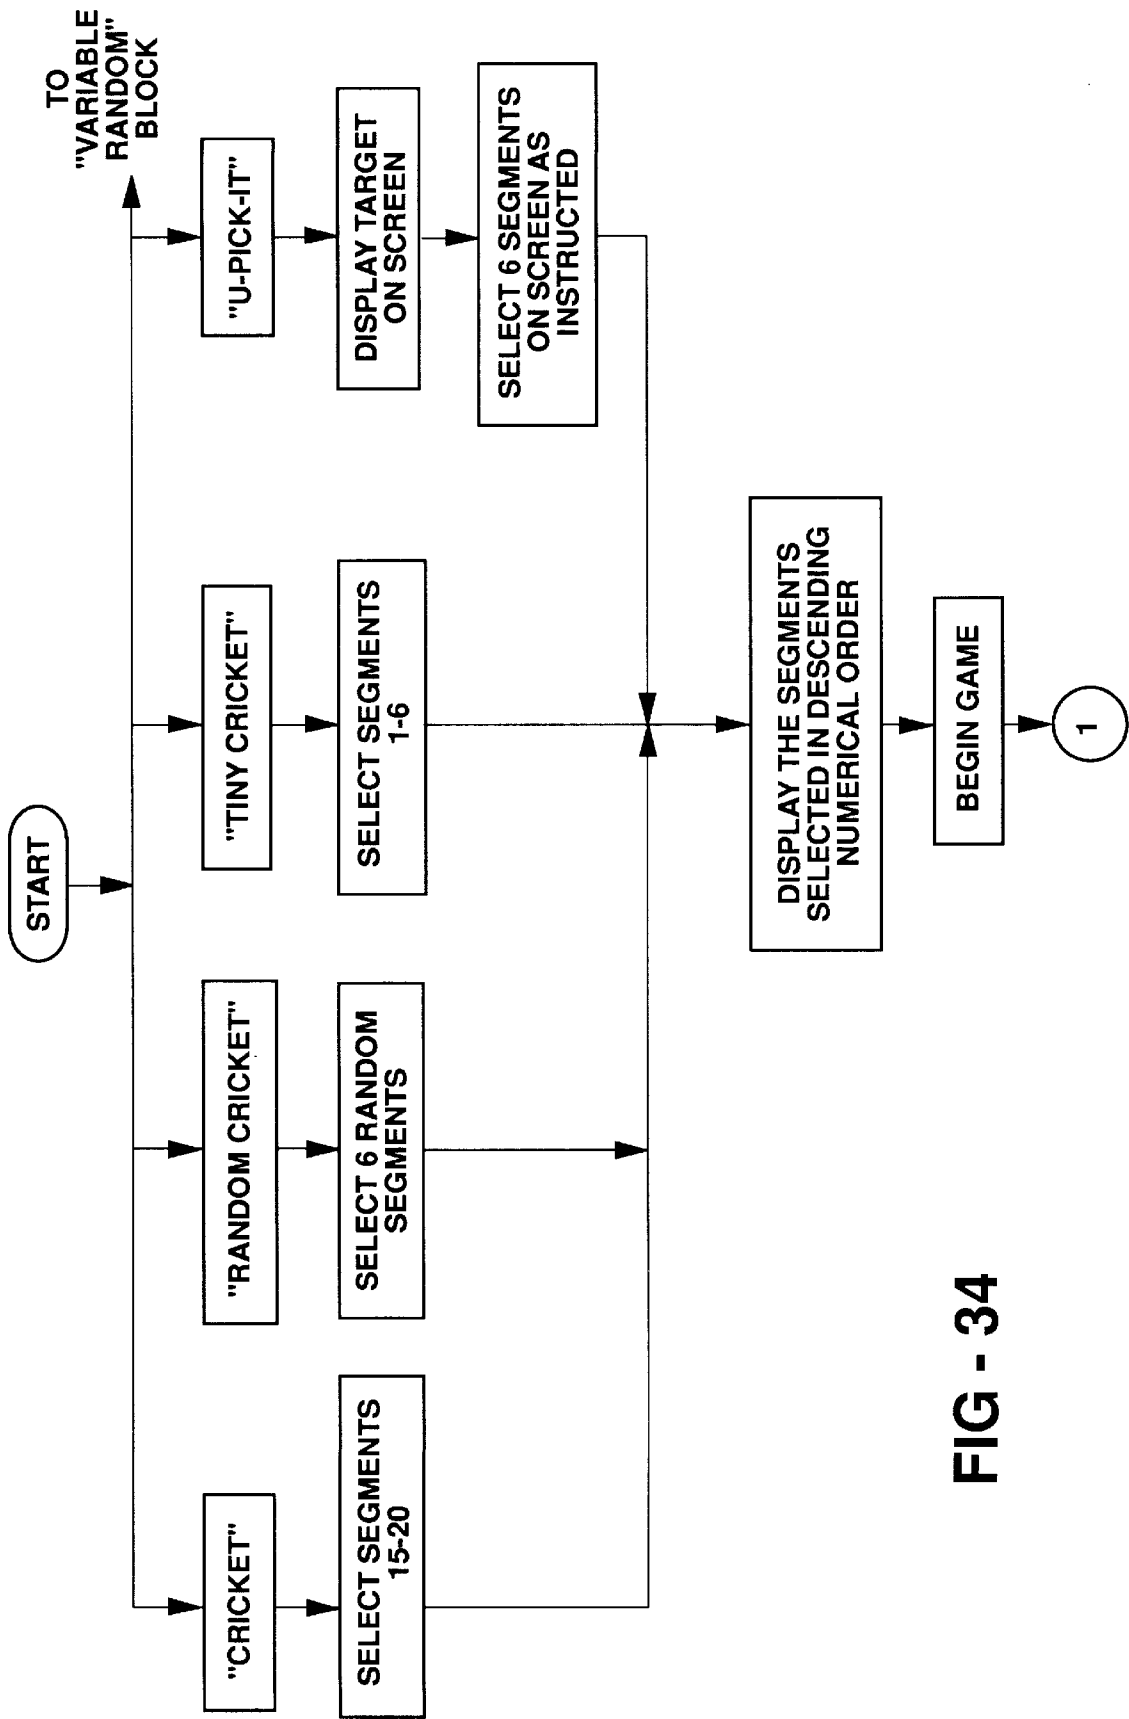 START
TO
"VARIABLE
RANDOM"
BLOCK
"CRICKET"
"RANDOM CRICKET"
"TINY CRICKET"
"U-PICK-IT"
SELECT SEGMENTS
15-20
SELECT 6 RANDOM
SEGMENTS
SELECT SEGMENTS
1-6
DISPLAY TARGET
ON SCREEN
SELECT 6 SEGMENTS
ON SCREEN AS
INSTRUCTED
DISPLAY THE SEGMENTS
SELECTED IN DESCENDING
NUMERICAL ORDER
BEGIN GAME
1
FIG - 34